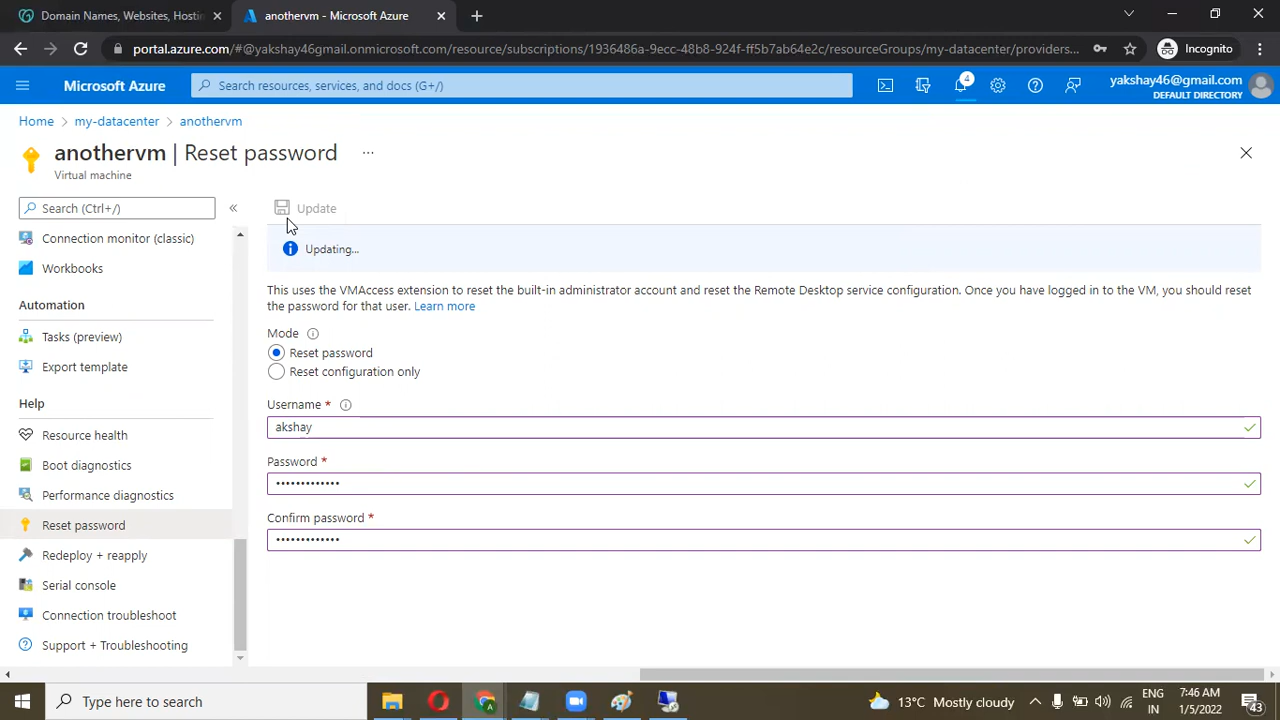 Domain Names, Websites, Hostin
anothervm - Microsoft Azure
portal.azure.com/#@yakshay46gmail.onmicrosoft.com/resource/subscriptions/1936486a-9ecc-48b8-924f-ff5b7ab64e2c/resourceGroups/my-datacenter/providers...
Incognito
Microsoft Azure
Search resources, services, and docs (G+/)
4
yakshay46@gmail.com
DEFAULT DIRECTORY
Home > my-datacenter > anothervm
anothervm | Reset password ...
Virtual machine
Search (Ctrl+/)
«
Update
Connection monitor (classic)
Updating...
Workbooks
This uses the VMAccess extension to reset the built-in administrator account and reset the Remote Desktop service configuration. Once you have logged in to the VM, you should reset
the password for that user. Learn more
Automation
Tasks (preview)
Export template
Help
Resource health
Boot diagnostics
Performance diagnostics
Reset password
Redeploy + reapply
Serial console
Connection troubleshoot
Support + Troubleshooting
Mode
Reset password
Reset configuration only
Username *
akshay
Password *
•••••••••••••
Confirm password *
•••••••••••••
Type here to search
13°C Mostly cloudy
ENG
IN
7:46 AM
1/5/2022
43